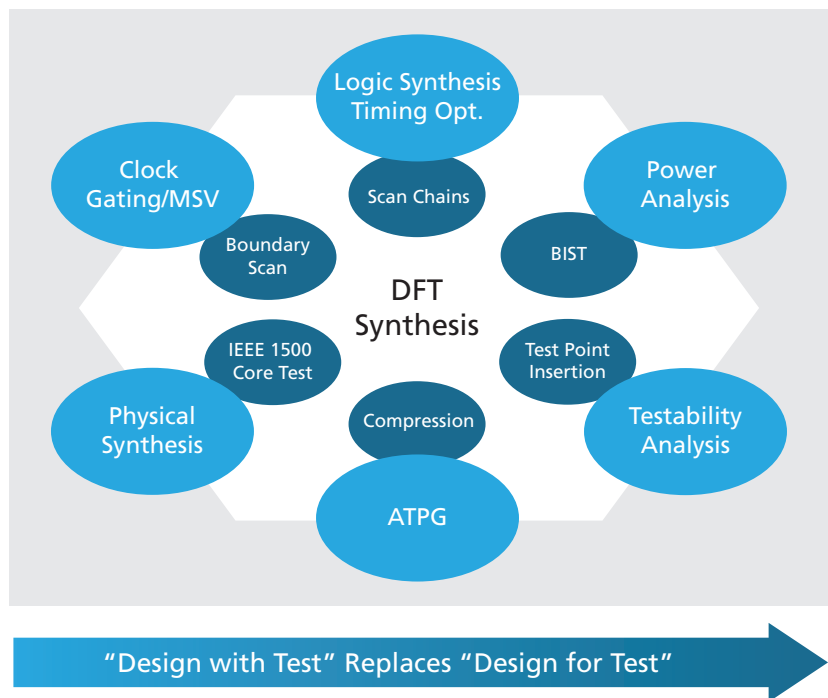 Logic Synthesis
Timing Opt.
Clock
Gating/MSV
Power
Analysis
Scan Chains
Boundary
Scan
BIST
DFT
Synthesis
IEEE 1500
Core Test
Test Point
Insertion
Physical
Synthesis
Compression
Testability
Analysis
ATPG
“Design with Test” Replaces “Design for Test”